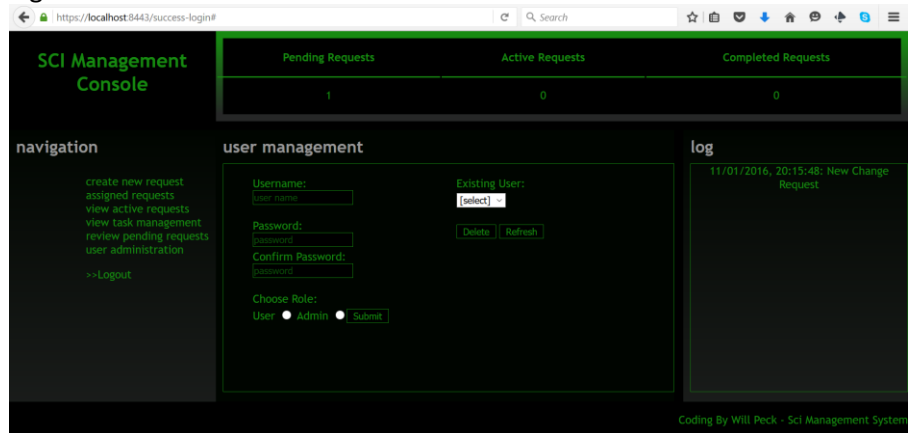 https://localhost:8443/success-login#
Search
SCI Management
Console
Pending Requests
Active Requests
Completed Requests
1
0
0
navigation
create new request
assigned requests
view active requests
view task management
review pending requests
user administration
>>Logout
user management
Username:
user name
Password:
password
Confirm Password:
password
Choose Role:
User
Admin
Submit
Existing User:
[select]
Delete
Refresh
log
11/01/2016, 20:15:48: New Change
Request
Coding By Will Peck - Sci Management System